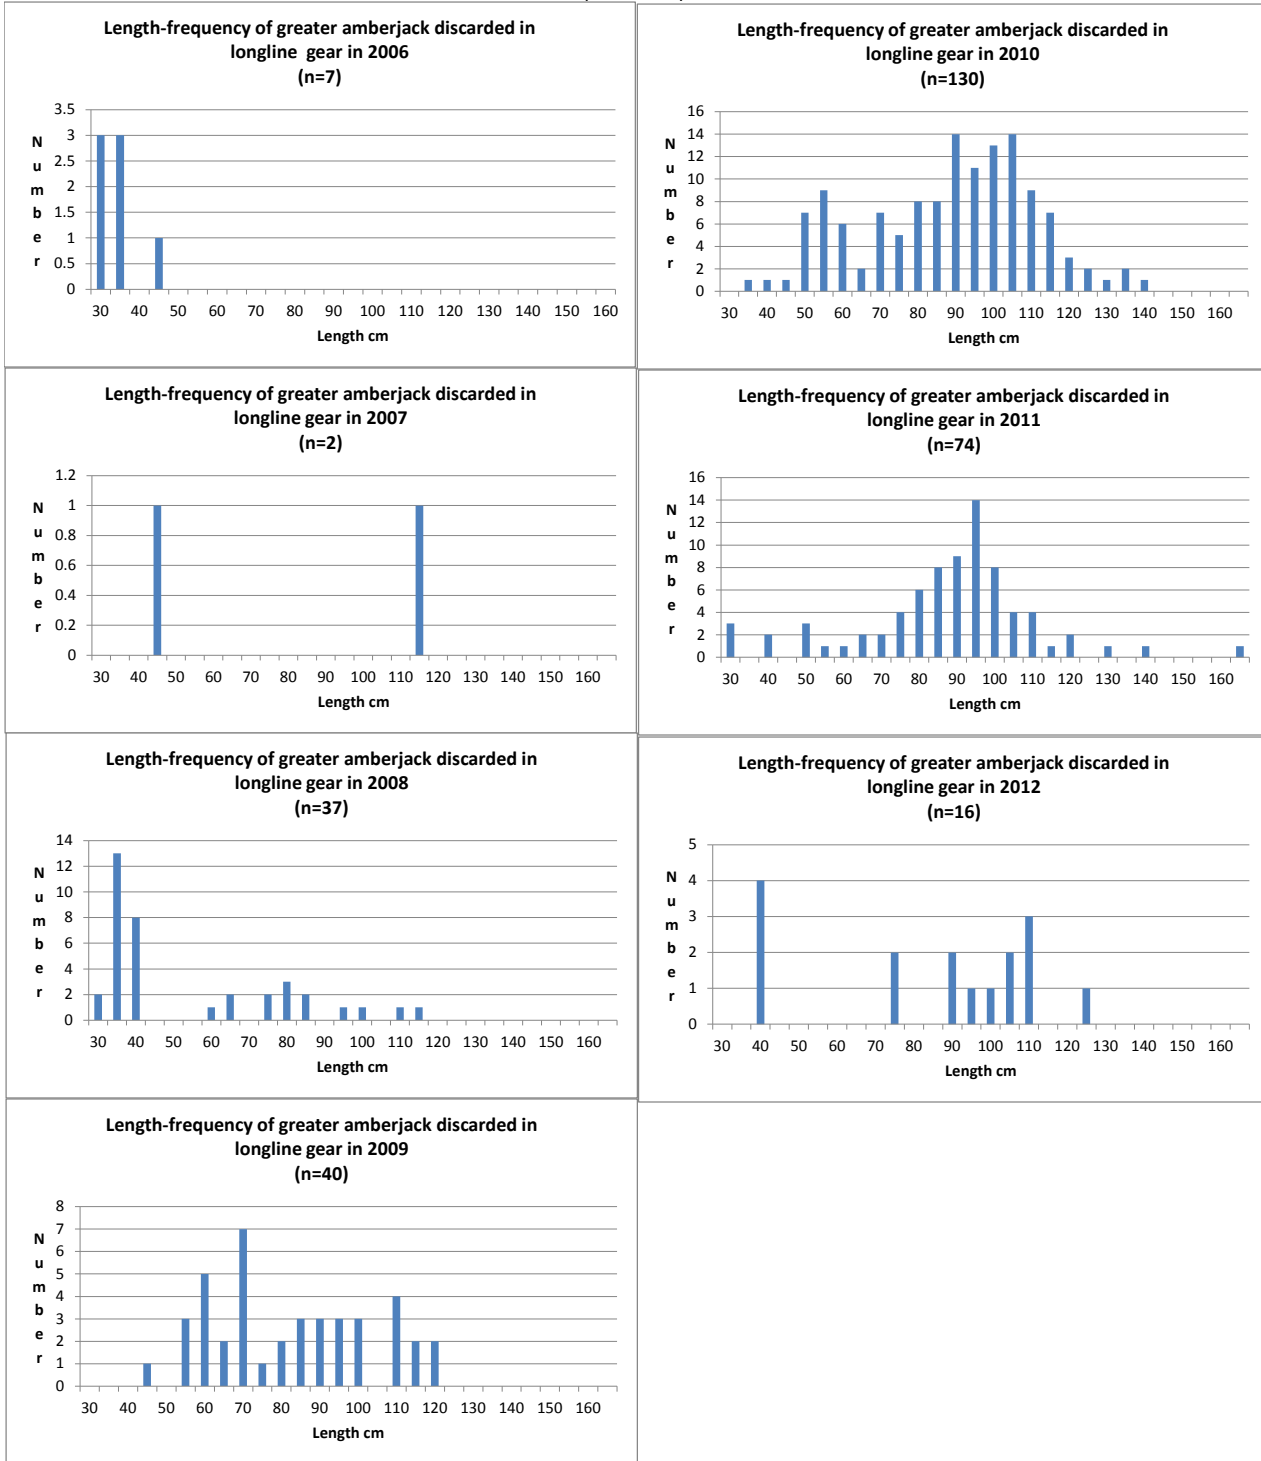 Length-frequency of greater amberjack discarded in
longline gear in 2006
(n=7)
3.5
3
2.5
2
1.5
1
0.5
0
N
u
m
b
e
r
30 40 50 60 70 80 90 100 110 120 130 140 150 160
Length cm
Length-frequency of greater amberjack discarded in
longline gear in 2010
(n=130)
16
14
12
10
8
6
4
2
0
N
u
m
b
e
r
30 40 50 60 70 80 90 100 110 120 130 140 150 160
Length cm
Length-frequency of greater amberjack discarded in
longline gear in 2007
(n=2)
1.2
1
0.8
0.6
0.4
0.2
0
N
u
m
b
e
r
30 40 50 60 70 80 90 100 110 120 130 140 150 160
Length cm
Length-frequency of greater amberjack discarded in
longline gear in 2011
(n=74)
16
14
12
10
8
6
4
2
0
N
u
m
b
e
r
30 40 50 60 70 80 90 100 110 120 130 140 150 160
Length cm
Length-frequency of greater amberjack discarded in
longline gear in 2008
(n=37)
14
12
10
8
6
4
2
0
N
u
m
b
e
r
30 40 50 60 70 80 90 100 110 120 130 140 150 160
Length cm
Length-frequency of greater amberjack discarded in
longline gear in 2012
(n=16)
5
4
3
2
1
0
N
u
m
b
e
r
30 40 50 60 70 80 90 100 110 120 130 140 150 160
Length cm
Length-frequency of greater amberjack discarded in
longline gear in 2009
(n=40)
8
7
6
5
4
3
2
1
0
N
u
m
b
e
r
30 40 50 60 70 80 90 100 110 120 130 140 150 160
Length cm